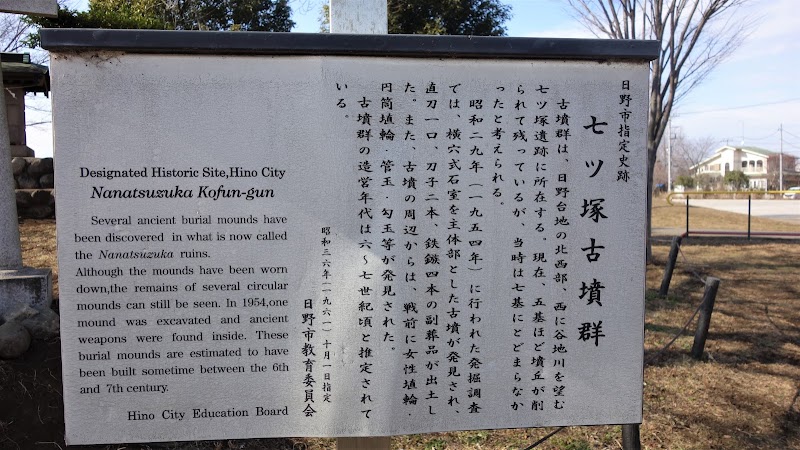 日野市指定史跡
七ツ塚古墳群
古墳群は、日野台地の北西部、西に谷地川を望む
七ツ塚遺跡に所在する。現在、五基ほど墳丘が削
られて残っているが、当時は七基にとどまらなか
ったと考えられる。
昭和二九年（一九五四年）に行われた発掘調査
では、横穴式石室を主体部とした古墳が発見され、
直刀一口、刀子二本、鉄鏃四本の副葬品が出土し
た。また、古墳の周辺からは、戦前に女性埴輪・
円筒埴輪・管玉・勾玉等が発見された。
古墳群の造営年代は六～七世紀頃と推定されて
いる。
昭和三六年（一九六一）十月一日指定
日野市教育委員会
Designated Historic Site,Hino City
Nanatsuzuka Kofun-gun
Several ancient burial mounds have
been discovered in what is now called
the Nanatsuzuka ruins.
Although the mounds have been worn
down,the remains of several circular
mounds can still be seen. In 1954,one
mound was excavated and ancient
weapons were found inside. These
burial mounds are estimated to have
been built sometime between the 6th
and 7th century.
Hino City Education Board